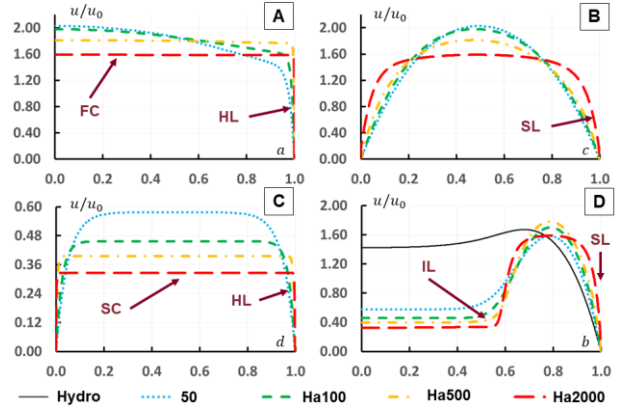 u/u0 A
2.00
1.60
1.20
0.80
0.40
0.00
FC
HL
0.0 0.2 0.4 0.6 0.8 1.0
a
u/u0 B
2.00
1.60
1.20
0.80
0.40
0.00
SL
0.0 0.2 0.4 0.6 0.8 1.0
c
u/u0 C
0.60
0.48
0.36
0.24
0.12
0.00
SC
HL
0.0 0.2 0.4 0.6 0.8 1.0
d
u/u0 D
2.00
1.60
1.20
0.80
0.40
0.00
IL
SL
0.0 0.2 0.4 0.6 0.8 1.0
b
Hydro 50 Ha100 Ha500 Ha2000